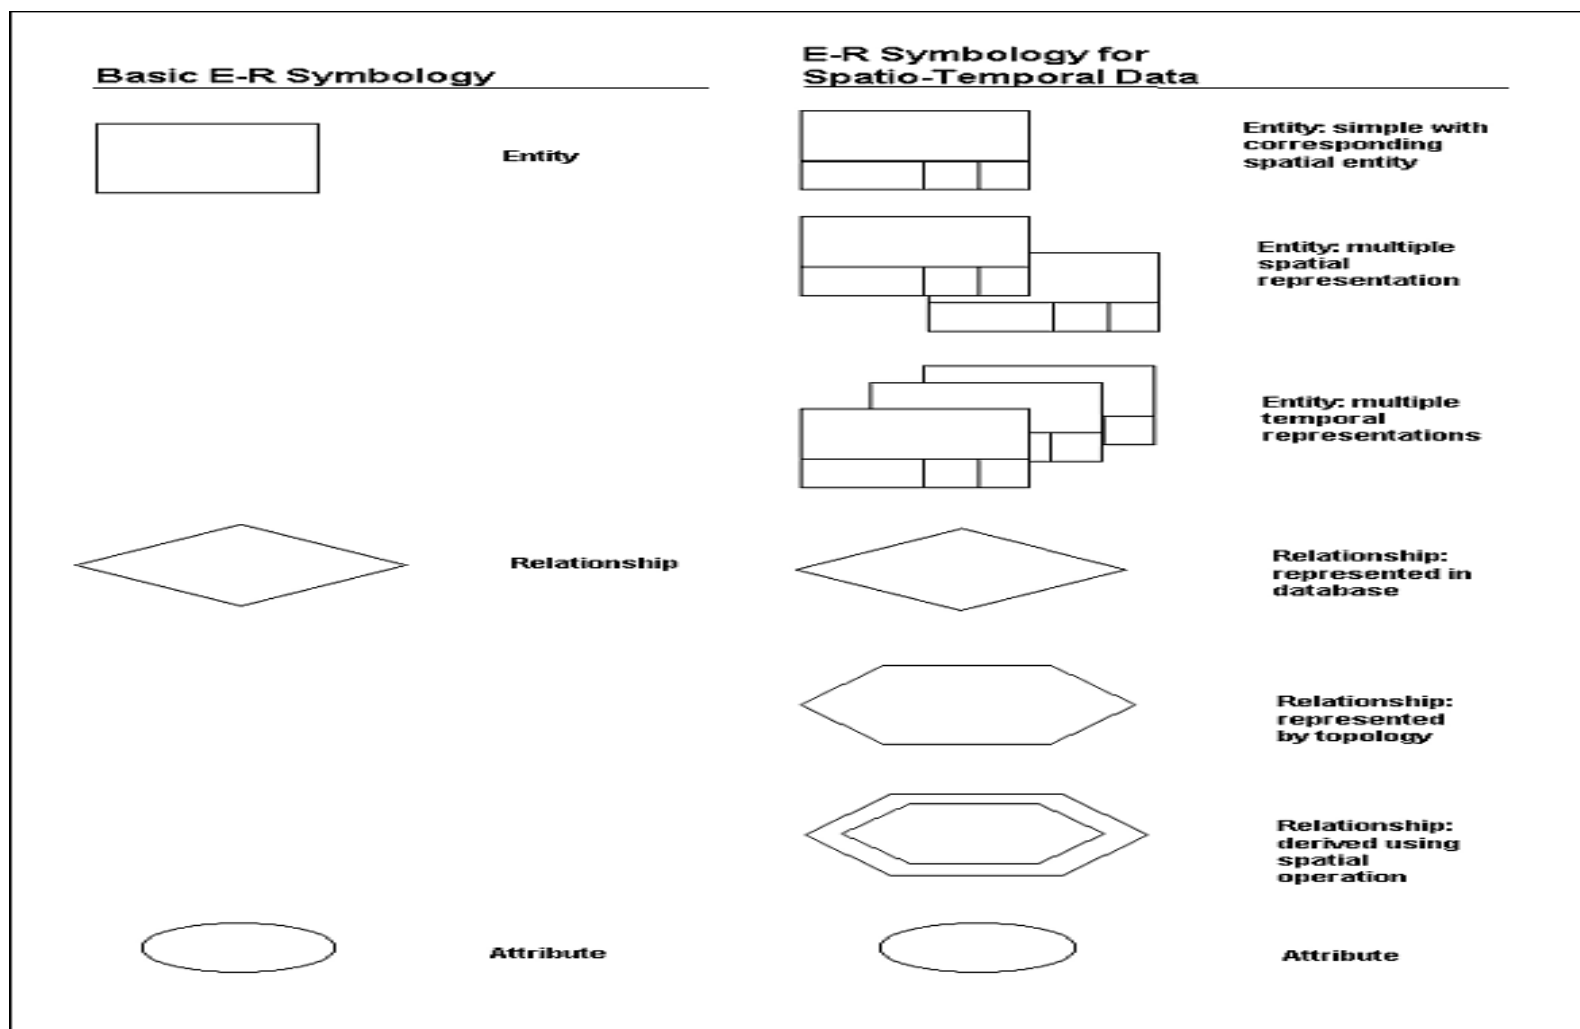 Basic E-R Symbology
E-R Symbology for
Spatio-Temporal Data
Entity
Entity: simple with
corresponding
spatial entity
Entity: multiple
spatial
representation
Entity: multiple
temporal
representations
Relationship
Relationship:
represented in
database
Relationship:
represented
by topology
Relationship:
derived using
spatial
operation
Attribute
Attribute